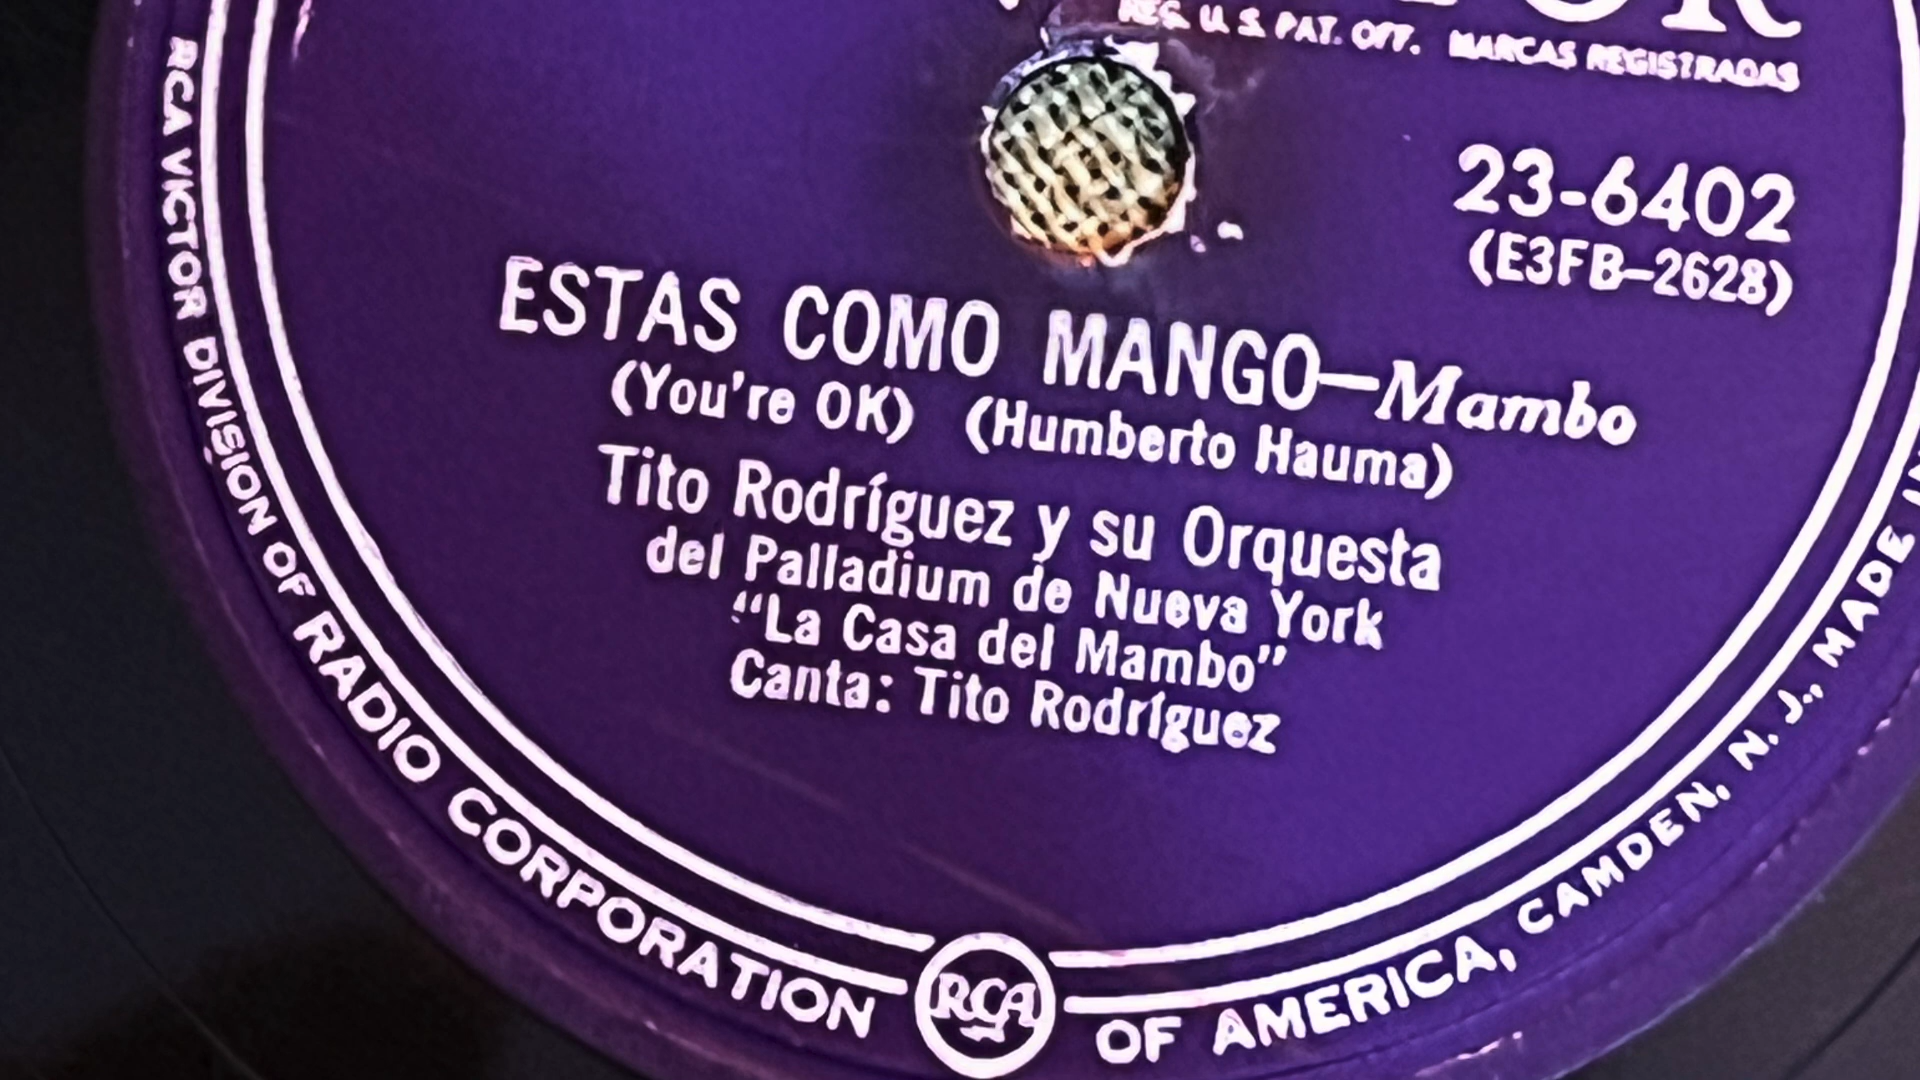 REG. U. S. PAT. OFF. MARCAS REGISTRADAS
23-6402
(E3FB-2628)
ESTAS COMO MANGO—Mambo
(You're OK) (Humberto Hauma)
Tito Rodríguez y su Orquesta
del Palladium de Nueva York
“La Casa del Mambo”
Canta: Tito Rodríguez
RCA VICTOR DIVISION OF RADIO CORPORATION OF AMERICA, CAMDEN, N. J., MADE
RCA